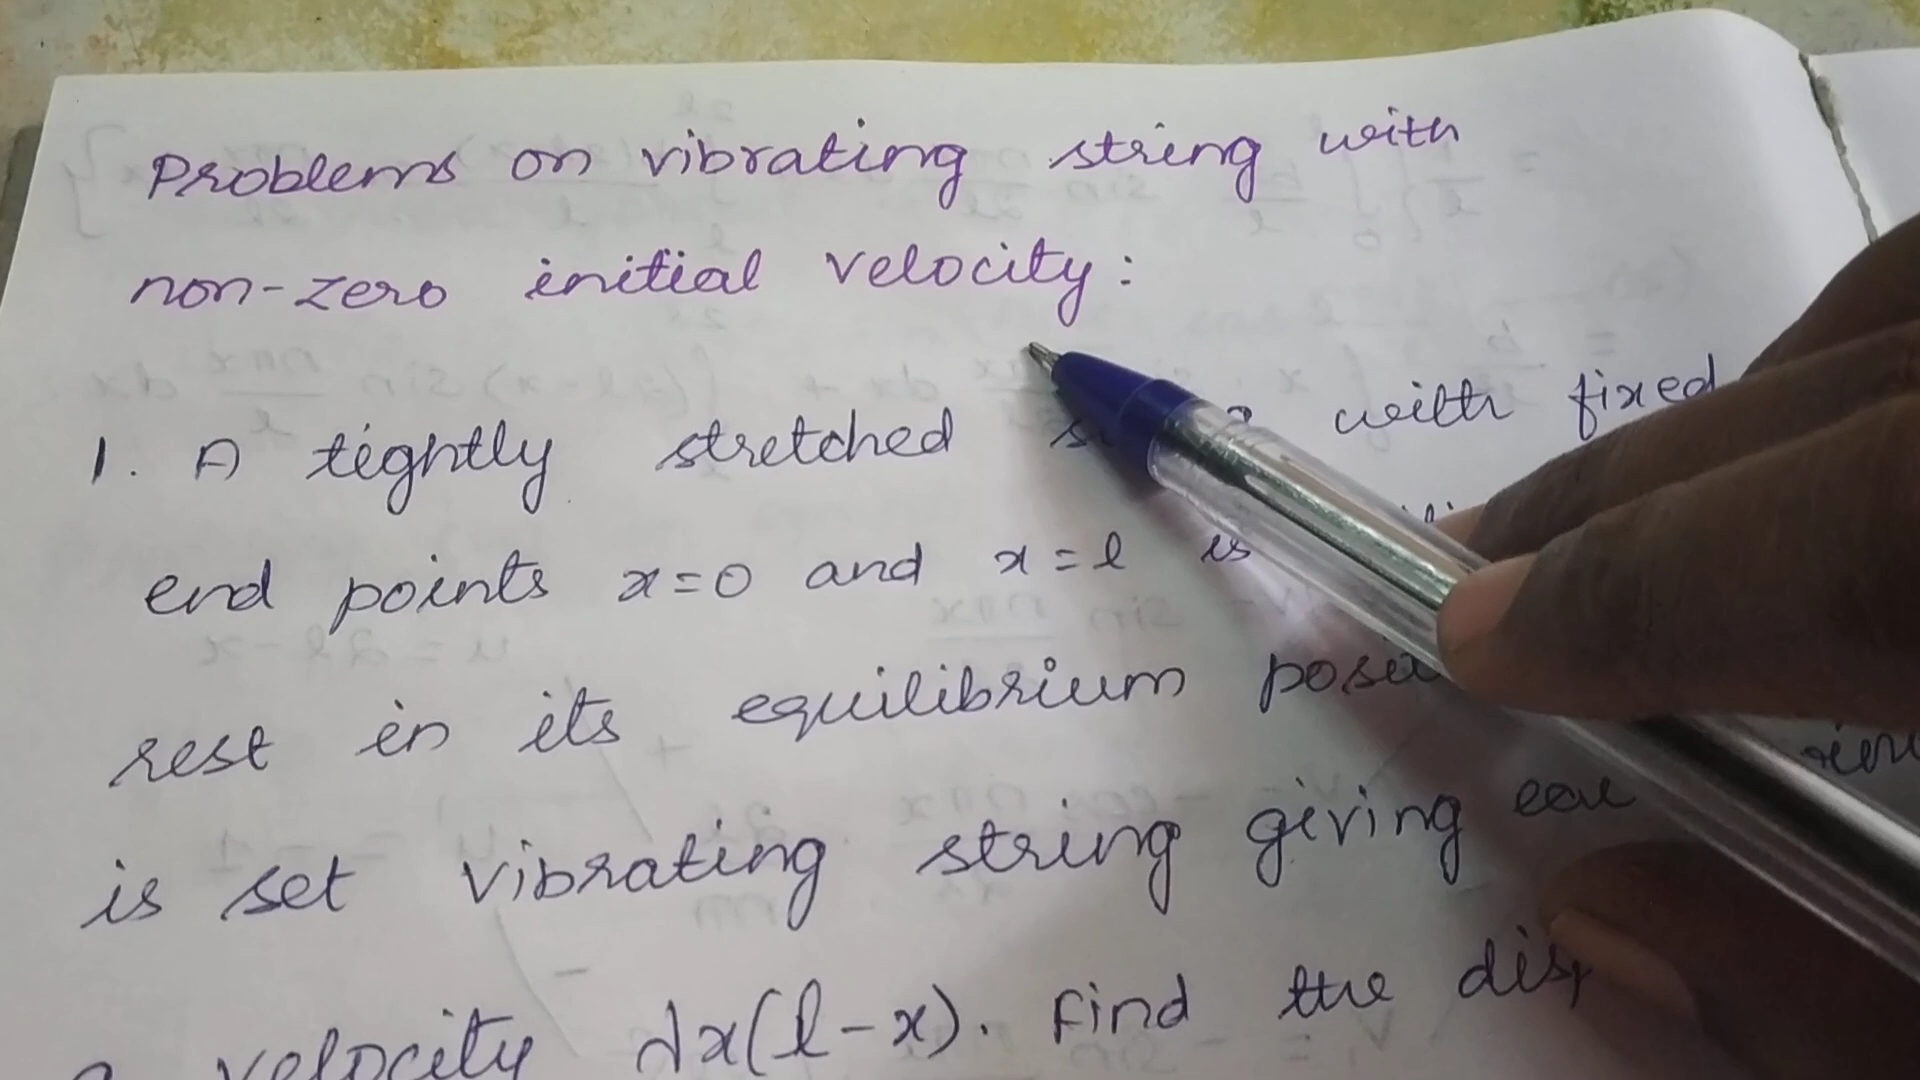 Problems on vibrating string with
non-zero initial velocity:
1. A tightly stretched with fixed
end points x=0 and x=l is
rest in its equilibrium
is set vibrating string giving
velocity λx(l-x). Find the